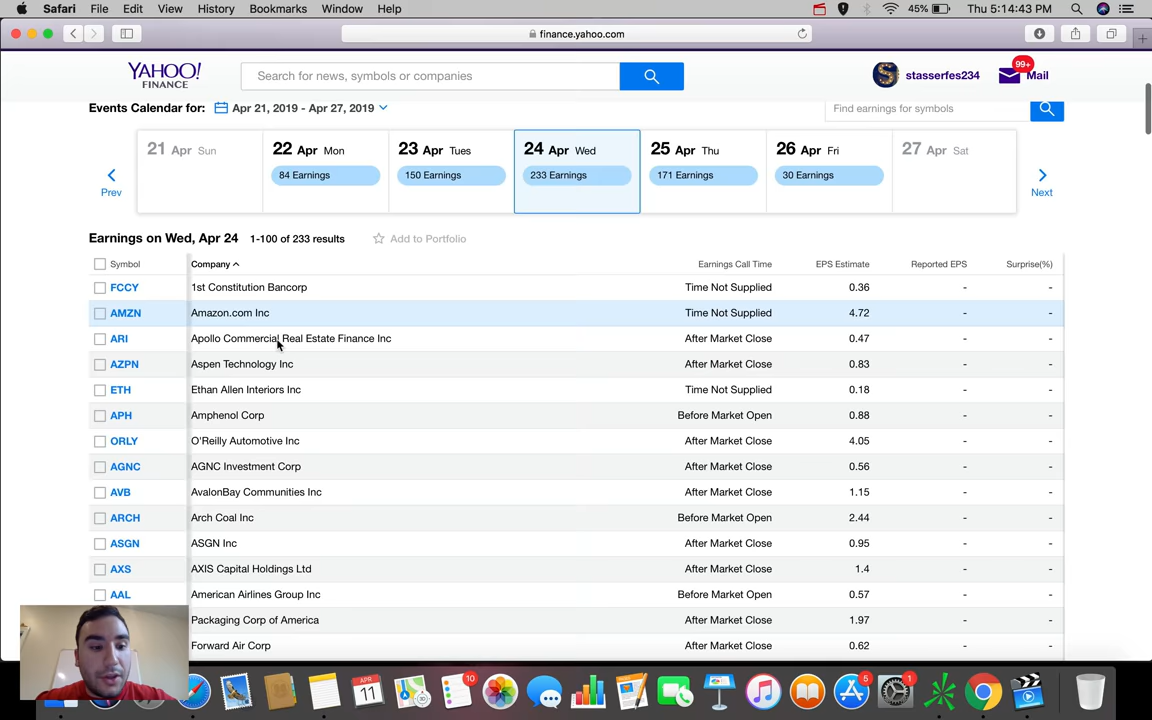 Safari File Edit View History Bookmarks Window Help 45% Thu 5:14:43 PM
finance.yahoo.com
YAHOO! FINANCE
Search for news, symbols or companies
stasserfes234
99+
Mail
Events Calendar for: Apr 21, 2019 - Apr 27, 2019
Find earnings for symbols
Prev
21 Apr Sun
22 Apr Mon
84 Earnings
23 Apr Tues
150 Earnings
24 Apr Wed
233 Earnings
25 Apr Thu
171 Earnings
26 Apr Fri
30 Earnings
27 Apr Sat
Next
Earnings on Wed, Apr 24 1-100 of 233 results Add to Portfolio
Symbol Company Earnings Call Time EPS Estimate Reported EPS Surprise(%)
FCCY 1st Constitution Bancorp Time Not Supplied 0.36 - -
AMZN Amazon.com Inc Time Not Supplied 4.72 - -
ARI Apollo Commercial Real Estate Finance Inc After Market Close 0.47 - -
AZPN Aspen Technology Inc After Market Close 0.83 - -
ETH Ethan Allen Interiors Inc Time Not Supplied 0.18 - -
APH Amphenol Corp Before Market Open 0.88 - -
ORLY O'Reilly Automotive Inc After Market Close 4.05 - -
AGNC AGNC Investment Corp After Market Close 0.56 - -
AVB AvalonBay Communities Inc After Market Close 1.15 - -
ARCH Arch Coal Inc Before Market Open 2.44 - -
ASGN ASGN Inc After Market Close 0.95 - -
AXS AXIS Capital Holdings Ltd After Market Close 1.4 - -
AAL American Airlines Group Inc Before Market Open 0.57 - -
Packaging Corp of America After Market Close 1.97 - -
Forward Air Corp After Market Close 0.62 - -
APR
11
10
5
1